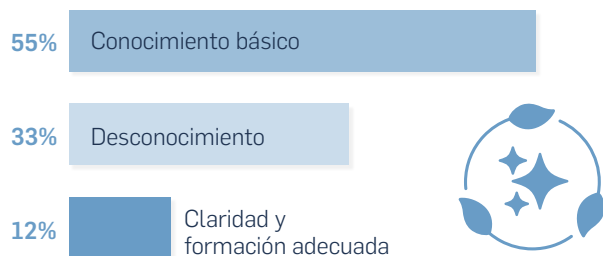 55% Conocimiento básico
33% Desconocimiento
12% Claridad y
formación adecuada